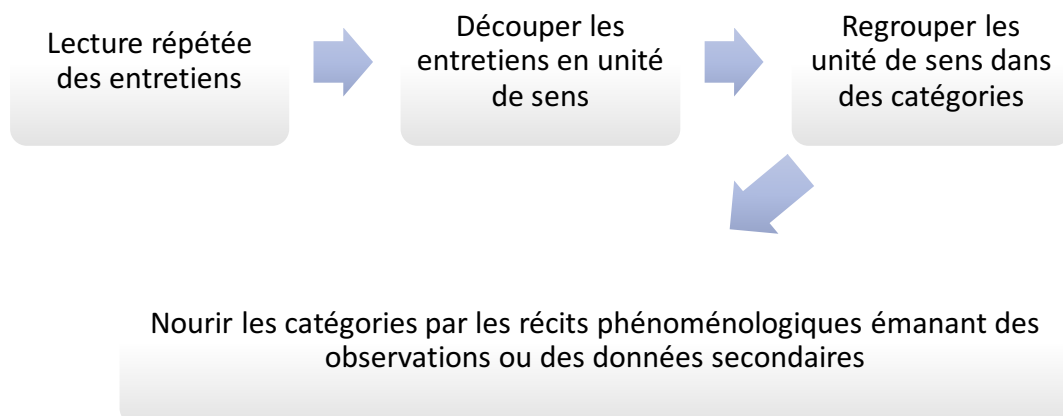 Lecture répétée
des entretiens
Découper les
entretiens en unité
de sens
Regrouper les
unité de sens dans
des catégories
Nourrir les catégories par les récits phénoménologiques émanant des
observations ou des données secondaires